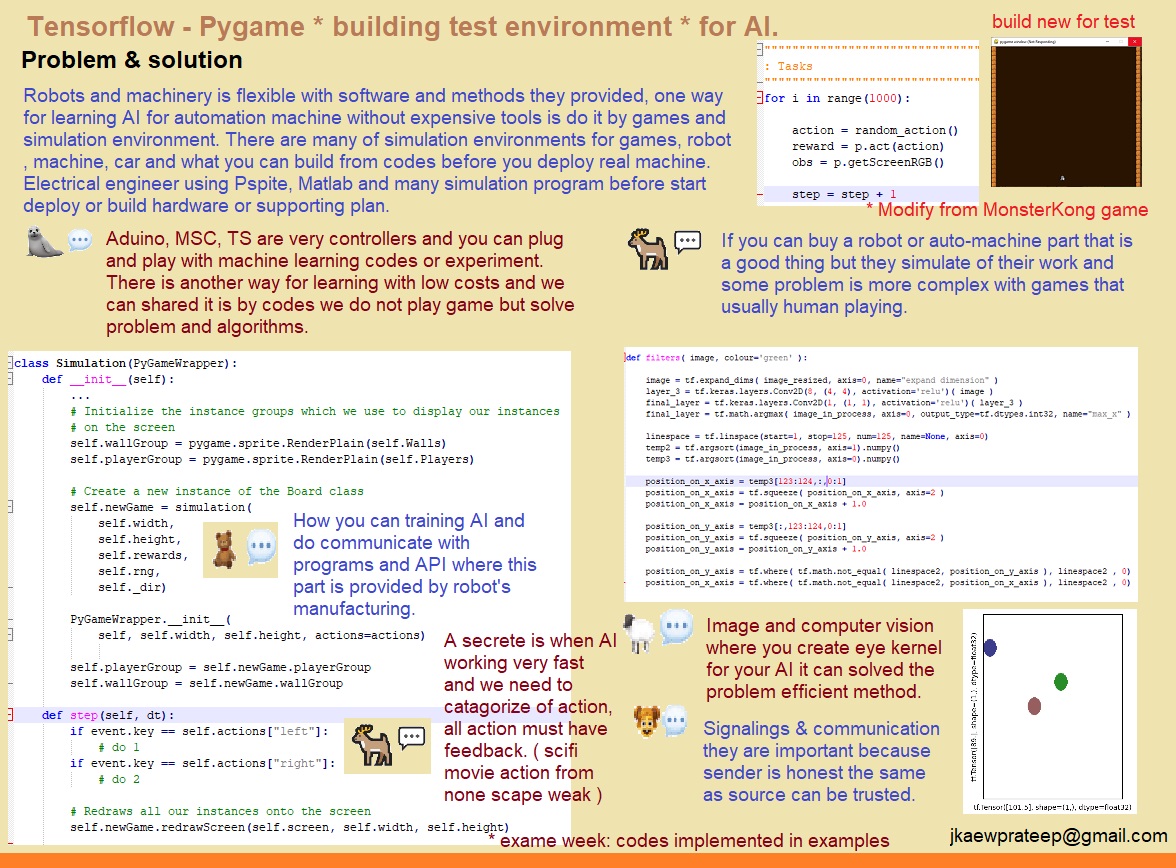 Tensorflow - Pygame * building test environment * for AI.
build new for test
Problem & solution
pygame window (Not Responding)
""""""""""""""""""""""""""""""""
: Tasks
""""""""""""""""""""""""""""""""
for i in range(1000):
action = random_action()
reward = p.act(action)
obs = p.getScreenRGB()
step = step + 1
* Modify from MonsterKong game
Robots and machinery is flexible with software and methods they provided, one way
for learning AI for automation machine without expensive tools is do it by games and
simulation environment. There are many of simulation environments for games, robot
, machine, car and what you can build from codes before you deploy real machine.
Electrical engineer using Pspite, Matlab and many simulation program before start
deploy or build hardware or supporting plan.
Aduino, MSC, TS are very controllers and you can plug
and play with machine learning codes or experiment.
There is another way for learning with low costs and we
can shared it is by codes we do not play game but solve
problem and algorithms.
If you can buy a robot or auto-machine part that is
a good thing but they simulate of their work and
some problem is more complex with games that
usually human playing.
class Simulation(PyGameWrapper):
def __init__(self):
...
# Initialize the instance groups which we use to display our instances
# on the screen
self.wallGroup = pygame.sprite.RenderPlain(self.Walls)
self.playerGroup = pygame.sprite.RenderPlain(self.Players)
# Create a new instance of the Board class
self.newGame = simulation(
self.width,
self.height,
self.rewards,
self.rng,
self._dir)
PyGameWrapper.__init__(
self, self.width, self.height, actions=actions)
self.playerGroup = self.newGame.playerGroup
self.wallGroup = self.newGame.wallGroup
def step(self, dt):
if event.key == self.actions["left"]:
# do 1
if event.key == self.actions["right"]:
# do 2
# Redraws all our instances onto the screen
self.newGame.redrawScreen(self.screen, self.width, self.height)
How you can training AI and
do communicate with
programs and API where this
part is provided by robot's
manufacturing.
A secrete is when AI
working very fast
and we need to
catagorize of action,
all action must have
feedback. ( scifi
movie action from
none scape weak )
def filters( image, colour='green' ):
image = tf.expand_dims( image_resized, axis=0, name="expand dimension" )
layer_3 = tf.keras.layers.Conv2D(8, (4, 4), activation='relu')( image )
final_layer = tf.keras.layers.Conv2D(1, (1, 1), activation='relu')( layer_3 )
final_layer = tf.math.argmax( image_in_process, axis=0, output_type=tf.dtypes.int32, name="max_x" )
linespace = tf.linspace(start=1, stop=125, num=125, name=None, axis=0)
temp2 = tf.argsort(image_in_process, axis=1).numpy()
temp3 = tf.argsort(image_in_process, axis=0).numpy()
position_on_x_axis = temp3[123:124,:,0:1]
position_on_x_axis = tf.squeeze( position_on_x_axis, axis=2 )
position_on_x_axis = position_on_x_axis + 1.0
position_on_y_axis = temp3[:,123:124,0:1]
position_on_y_axis = tf.squeeze( position_on_y_axis, axis=2 )
position_on_y_axis = position_on_y_axis + 1.0
position_on_y_axis = tf.where( tf.math.not_equal( linespace2, position_on_y_axis ), linespace2 , 0)
position_on_x_axis = tf.where( tf.math.not_equal( linespace2, position_on_x_axis ), linespace2 , 0)
Image and computer vision
where you create eye kernel
for your AI it can solved the
problem efficient method.
Signalings & communication
they are important because
sender is honest the same
as source can be trusted.
tf.Tensor([89.], shape=(1,), dtype=float32)
tf.Tensor([101.5], shape=(1,), dtype=float32)
* exame week: codes implemented in examples
jkaewprateep@gmail.com